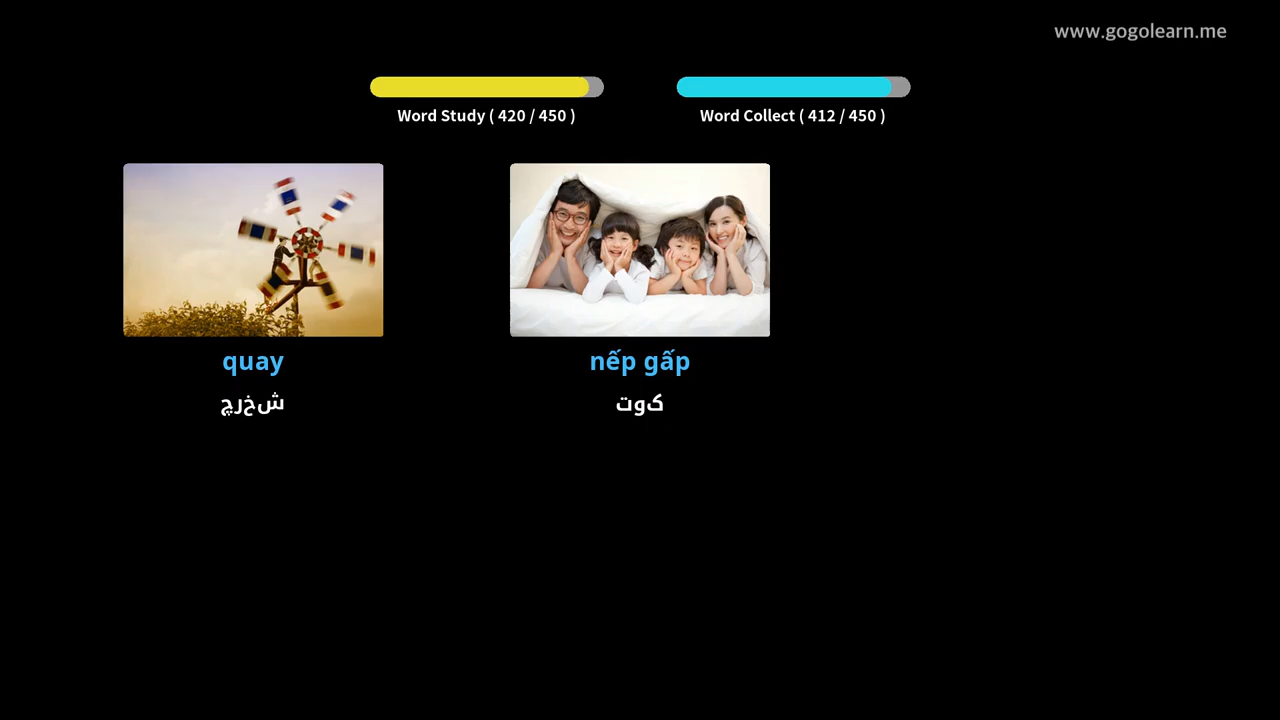 www.gogolearn.me
Word Study ( 420 / 450 )
Word Collect ( 412 / 450 )
quay
شخرچ
nếp gấp
کوت